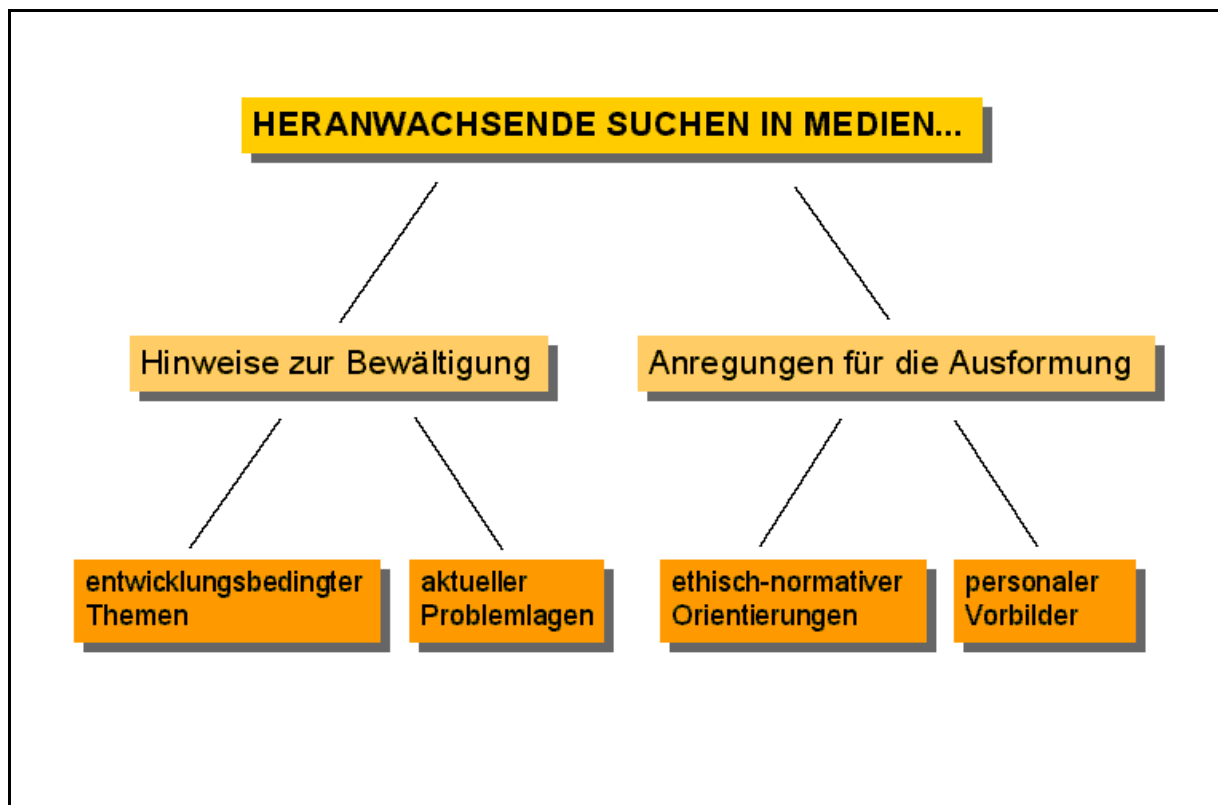 HERANWACHSENDE SUCHEN IN MEDIEN...
Hinweise zur Bewältigung
Anregungen für die Ausformung
entwicklungsbedingter
Themen
aktueller
Problemlagen
ethisch-normativer
Orientierungen
personaler
Vorbilder